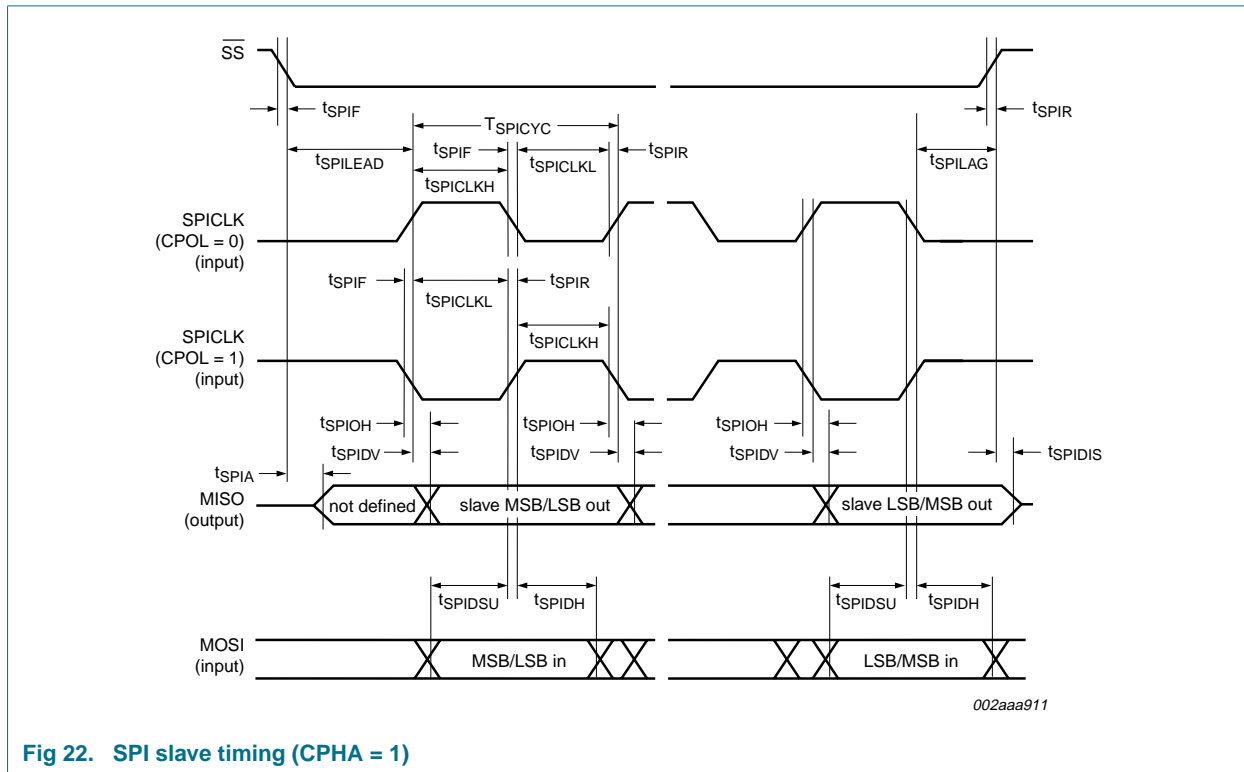 SS
tSPIF
tSPIR
TSPICYC
tSPIF
tSPICLKL
tSPIR
tSPILEAD
tSPILAG
tSPICLKH
SPICLK
(CPOL = 0)
(input)
tSPIF
tSPIR
tSPICLKL
SPICLK
(CPOL = 1)
(input)
tSPICLKH
tSPIOH
tSPIOH
tSPIOH
tSPIDV
tSPIDV
tSPIDV
tSPIDIS
tSPIA
MISO
(output)
not defined
slave MSB/LSB out
slave LSB/MSB out
tSPIDSU
tSPIDH
tSPIDSU
tSPIDH
MOSI
(input)
MSB/LSB in
LSB/MSB in
002aaa911
Fig 22. SPI slave timing (CPHA = 1)